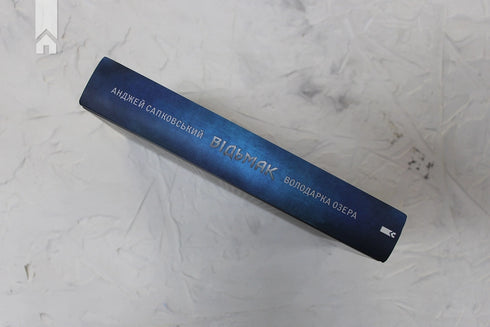 АНДЖЕЙ САПКОВСЬКИЙ ВІДЬМАК ВОЛОДАРКА ОЗЕРА